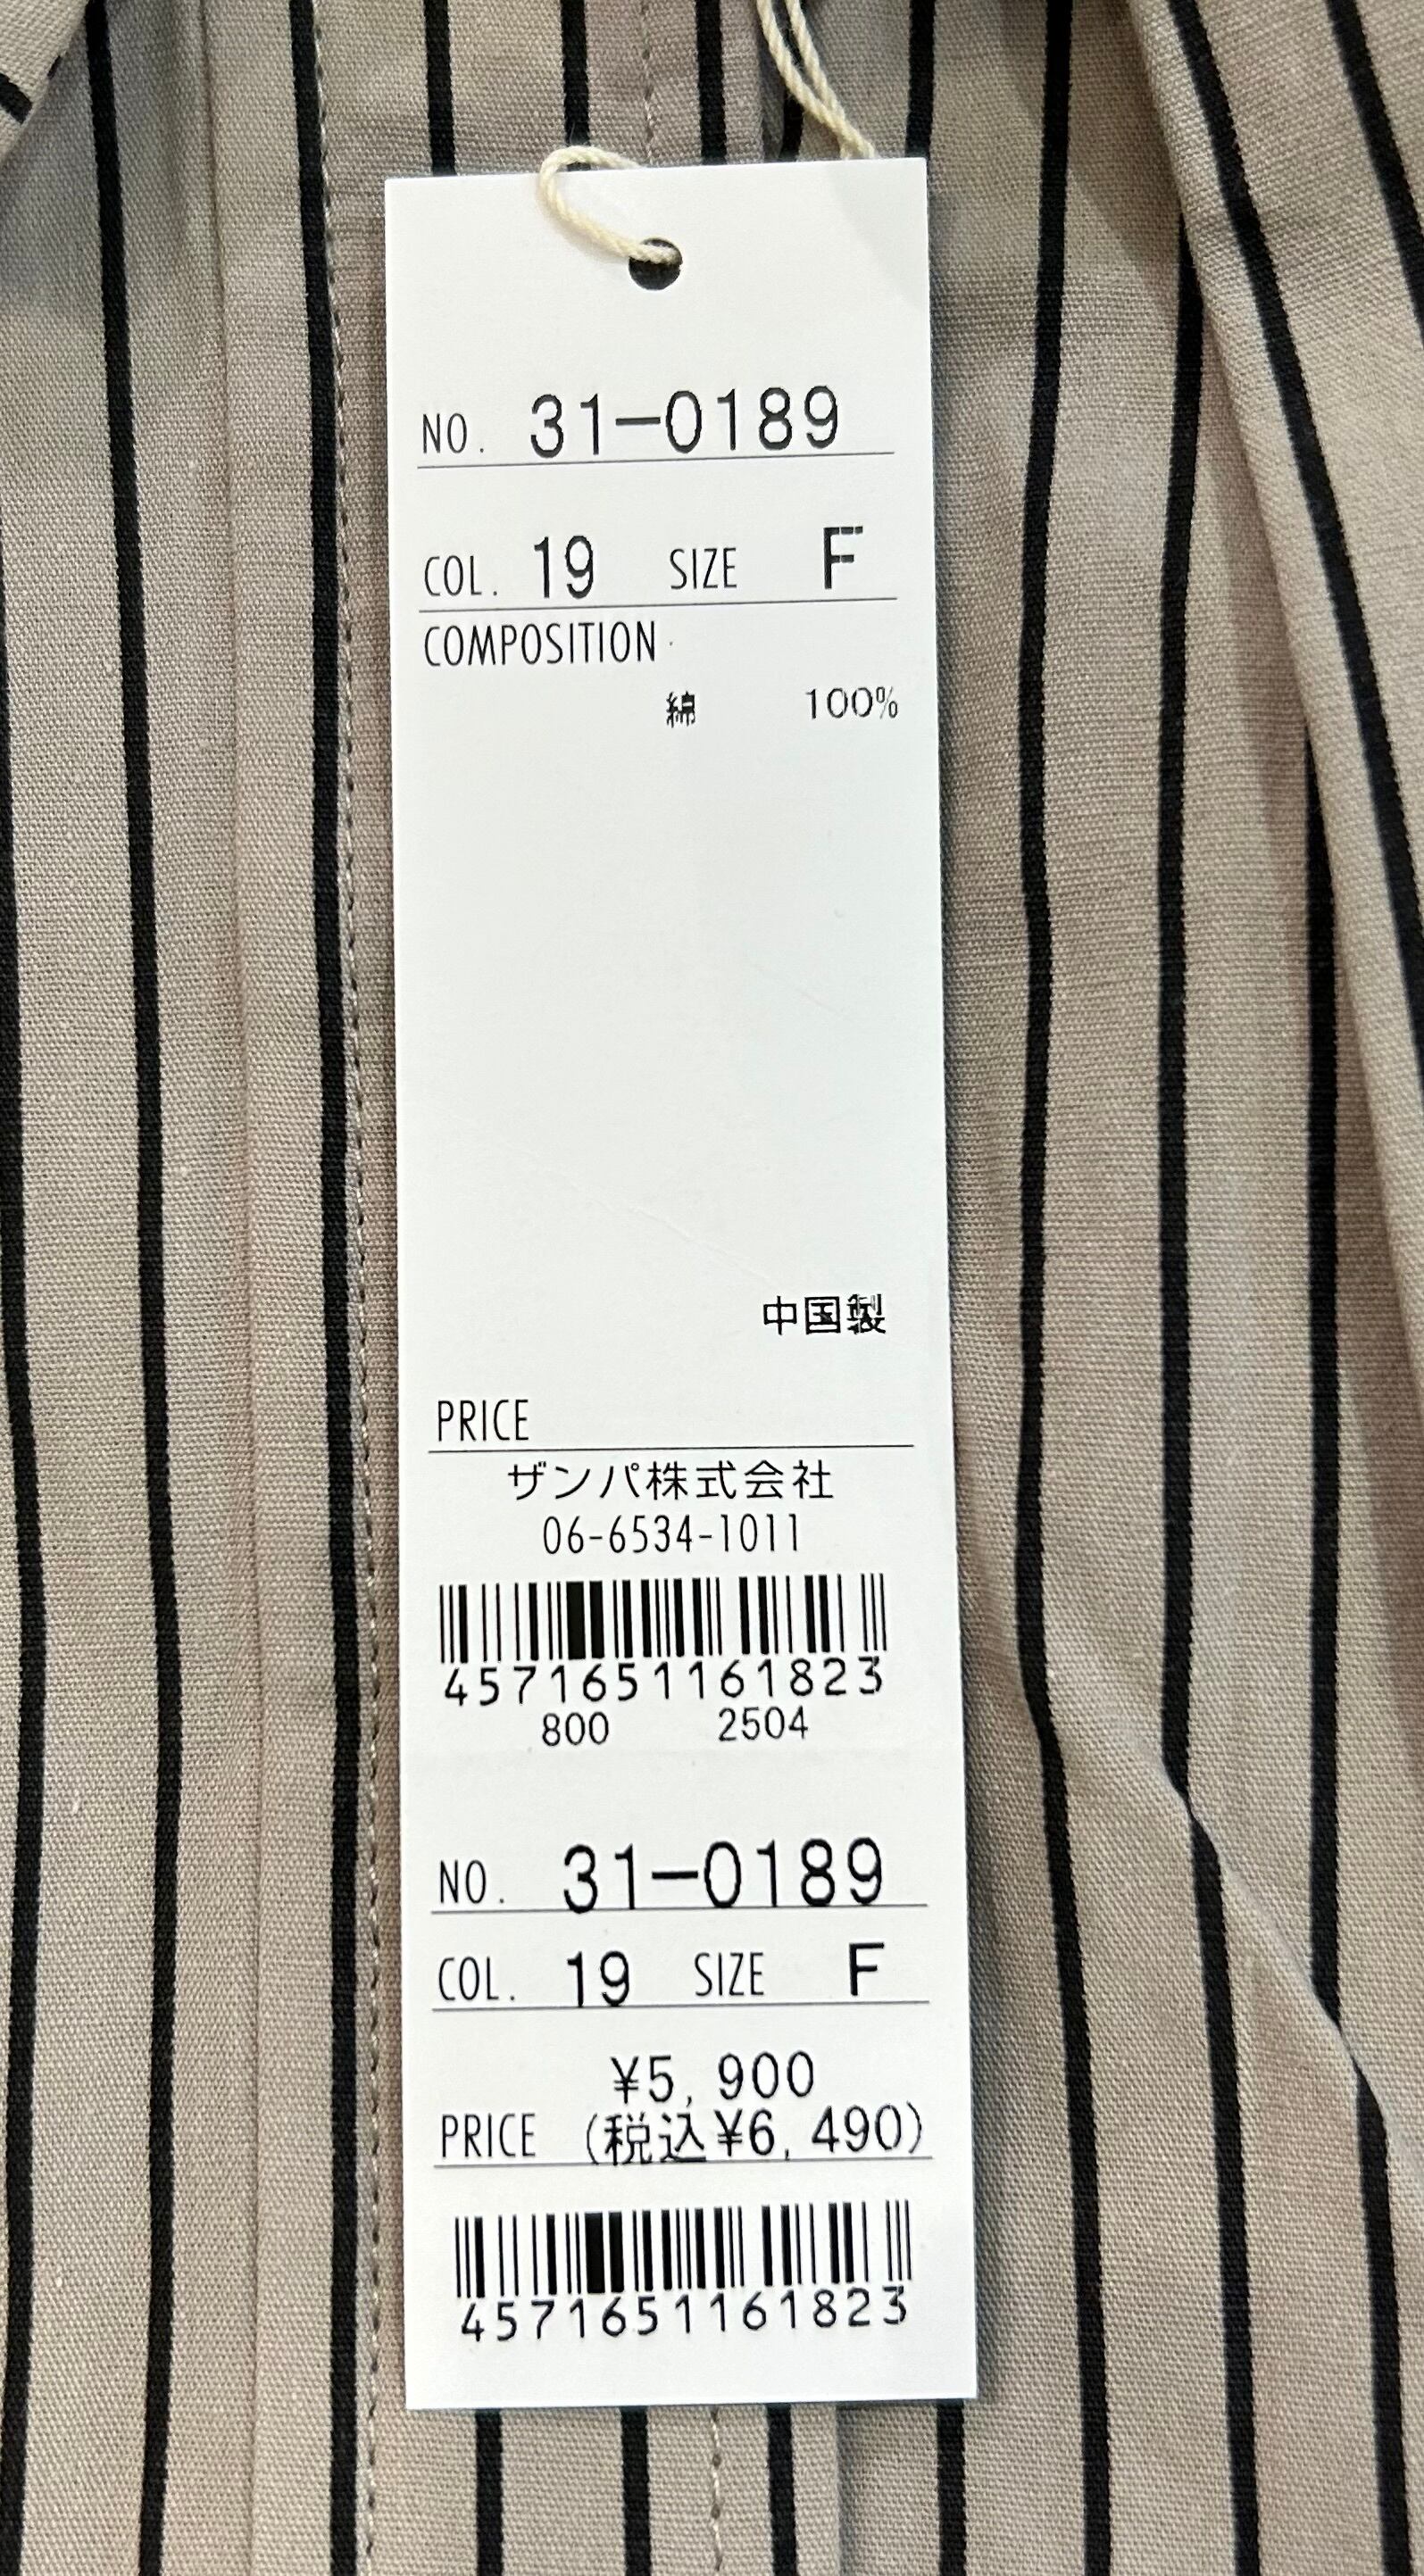 NO. 31-0189
COL. 19 SIZE F
COMPOSITION
綿 100%
中国製
PRICE
ザンパ株式会社
06-6534-1011
4571651161823
800 2504
NO. 31-0189
COL. 19 SIZE F
¥5,900
PRICE (税込¥6,490)
4571651161823